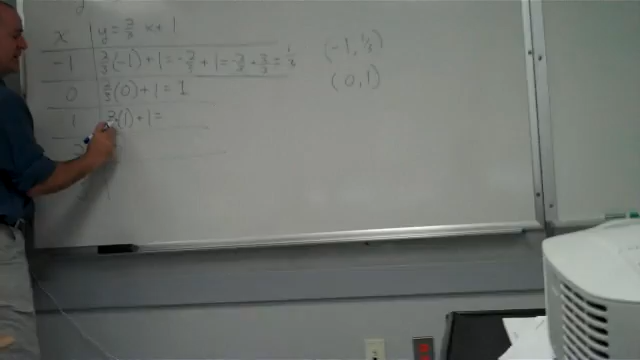 x | y = 2/3 x + 1
-1 | 2/3(-1) + 1 = -2/3 + 1 = -2/3 + 3/3 = 1/3 (-1, 1/3)
0 | 2/3(0) + 1 = 1 (0, 1)
1 | 2/3(1) + 1 =
2